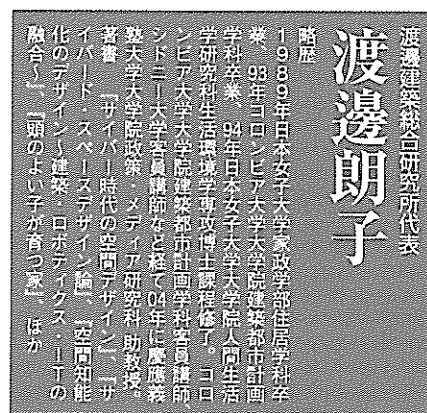 渡邊建築総合研究所代表
渡邉朗子
略歴
1989年日本女子大学家政学部住居学科卒
業、93年コロンビア大学大学院建築都市計画
学科卒業、94年日本女子大学大学院人間生活
学研究科生活環境学専攻博士課程修了。コロ
ンビア大学大学院建築都市計画学科客員講師、
シドニー大学客員講師などを経て04年に慶應義
塾大学大学院政策・メディア研究科助教授。
著書 『サイバー時代の空間デザイン』、『サ
イバード・スペースデザイン論』、『空間知能
化のデザイン〜建築・ロボティクス・ITの
融合〜』、『頭のよい子が育つ家』、ほか